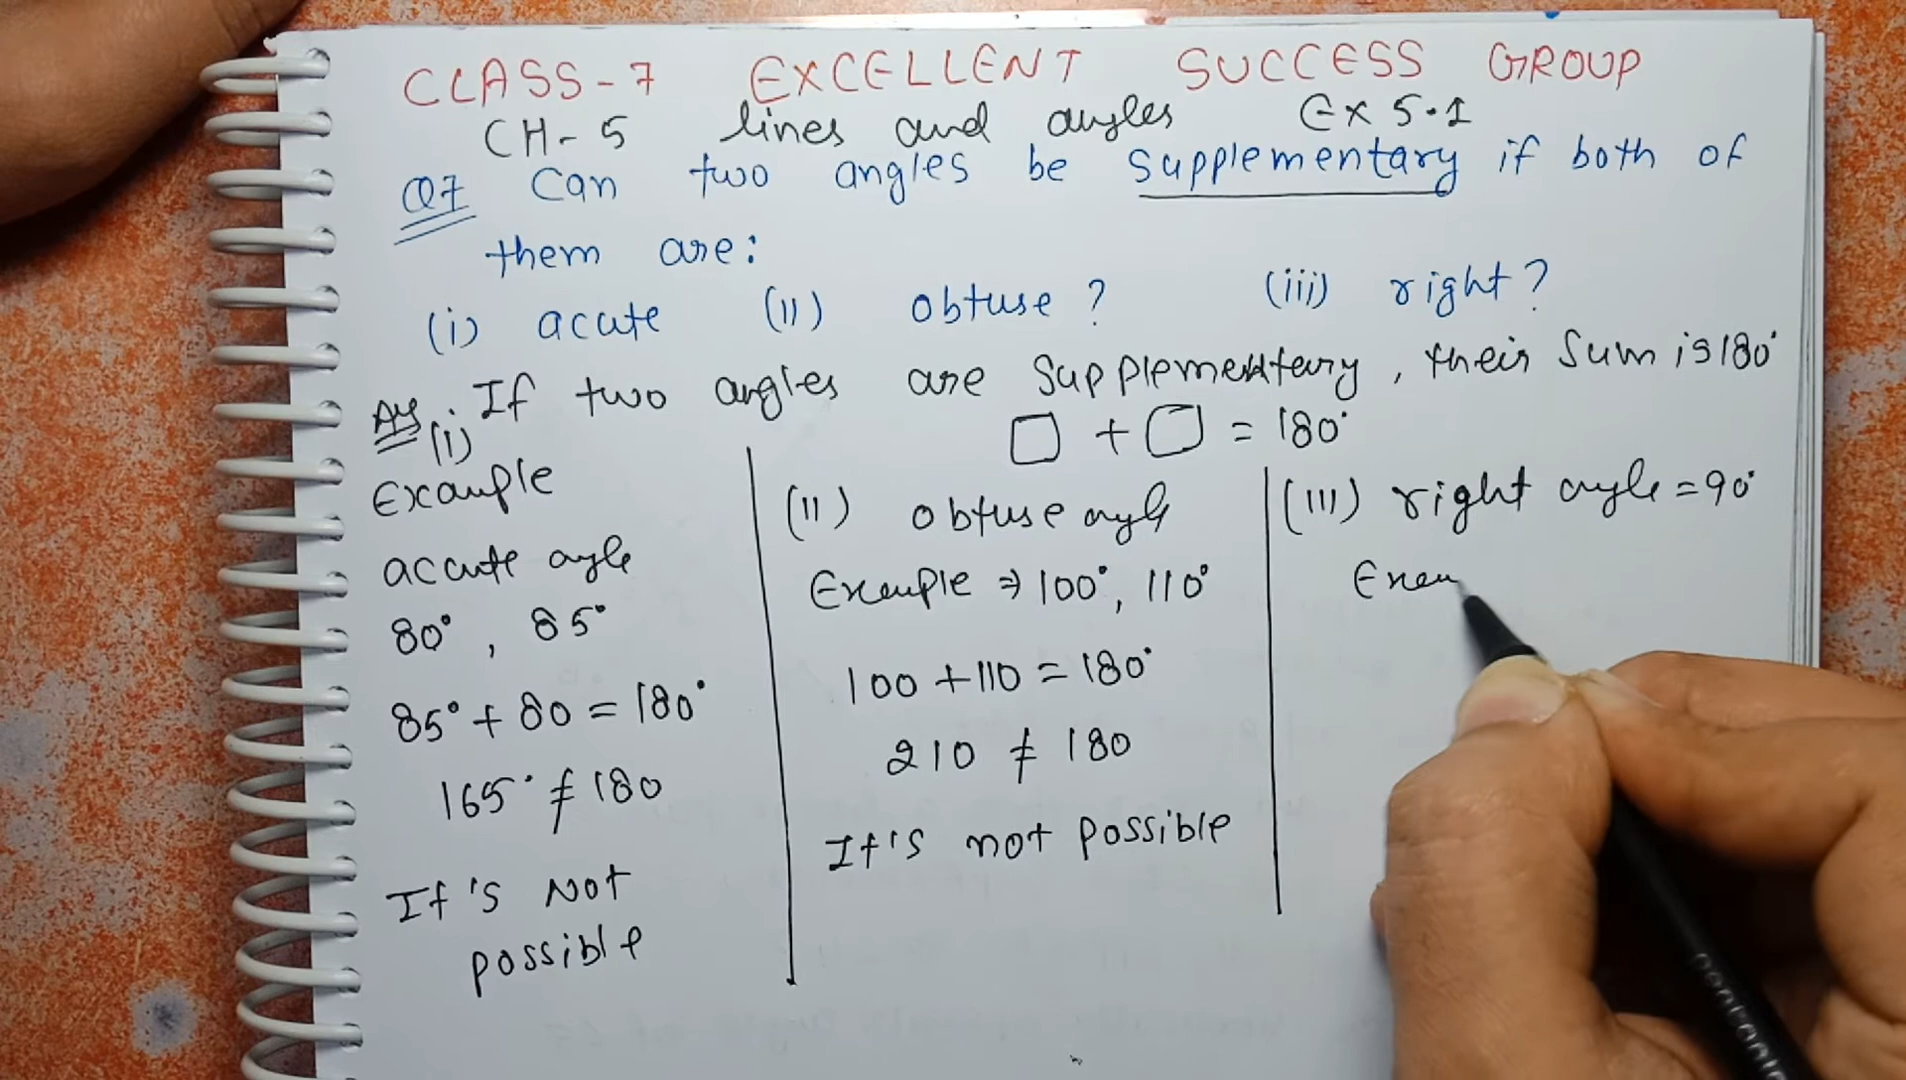 CLASS-7 EXCELLENT SUCCESS GROUP
CH-5 lines and angles Ex 5.1
Q7 Can two angles be supplementary if both of
them are:
(i) acute (ii) obtuse? (iii) right?
If two angles are Supplementary, their Sum is 180°
□ + □ = 180°
(i)
Example
acute angle
80°, 85°
85° + 80 = 180°
165° ≠ 180
It's Not
possible
(ii) obtuse angle
Example ⇒ 100°, 110°
100 + 110 = 180°
210 ≠ 180
It's not possible
(iii) right angle = 90°
Exam